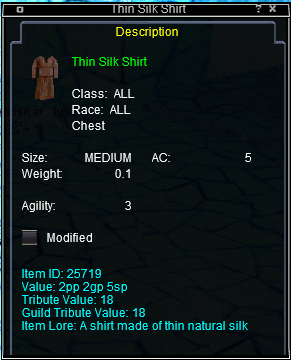 Thin Silk Shirt
Description
Thin Silk Shirt
Class: ALL
Race: ALL
Chest
Size: MEDIUM AC: 5
Weight: 0.1
Agility: 3
Modified
Item ID: 25719
Value: 2pp 2gp 5sp
Tribute Value: 18
Guild Tribute Value: 18
Item Lore: A shirt made of thin natural silk